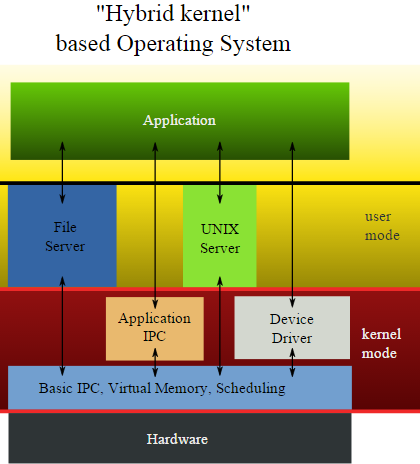 "Hybrid kernel"
based Operating System
Application
File
Server
UNIX
Server
user
mode
Application
IPC
Device
Driver
kernel
mode
Basic IPC, Virtual Memory, Scheduling
Hardware